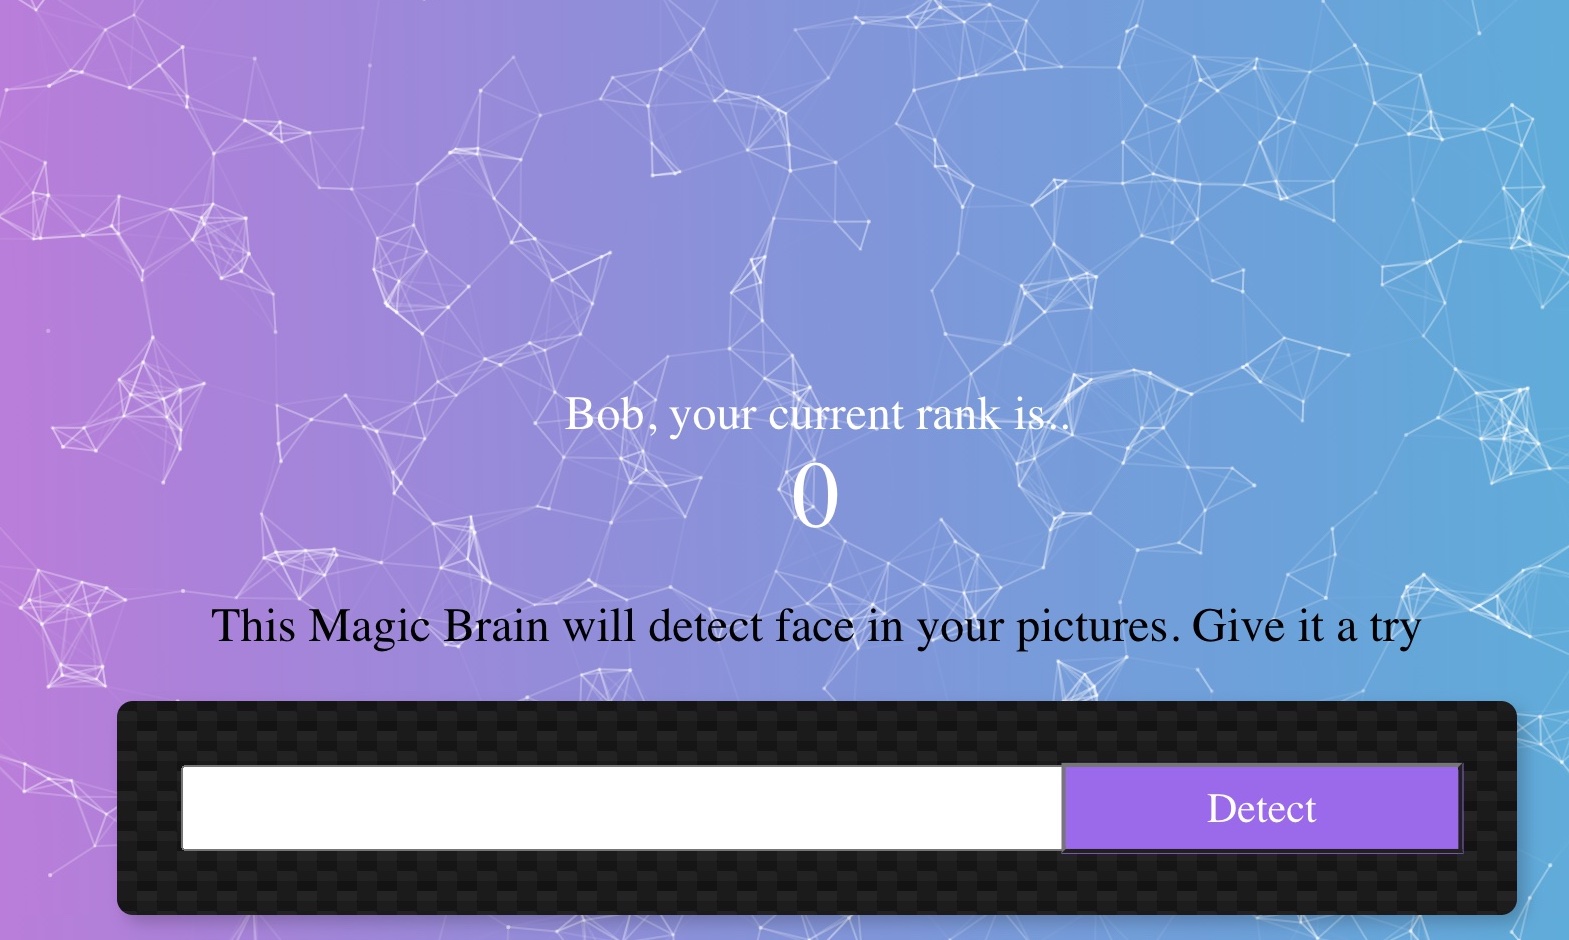 Bob, your current rank is..
0
This Magic Brain will detect face in your pictures. Give it a try
Detect